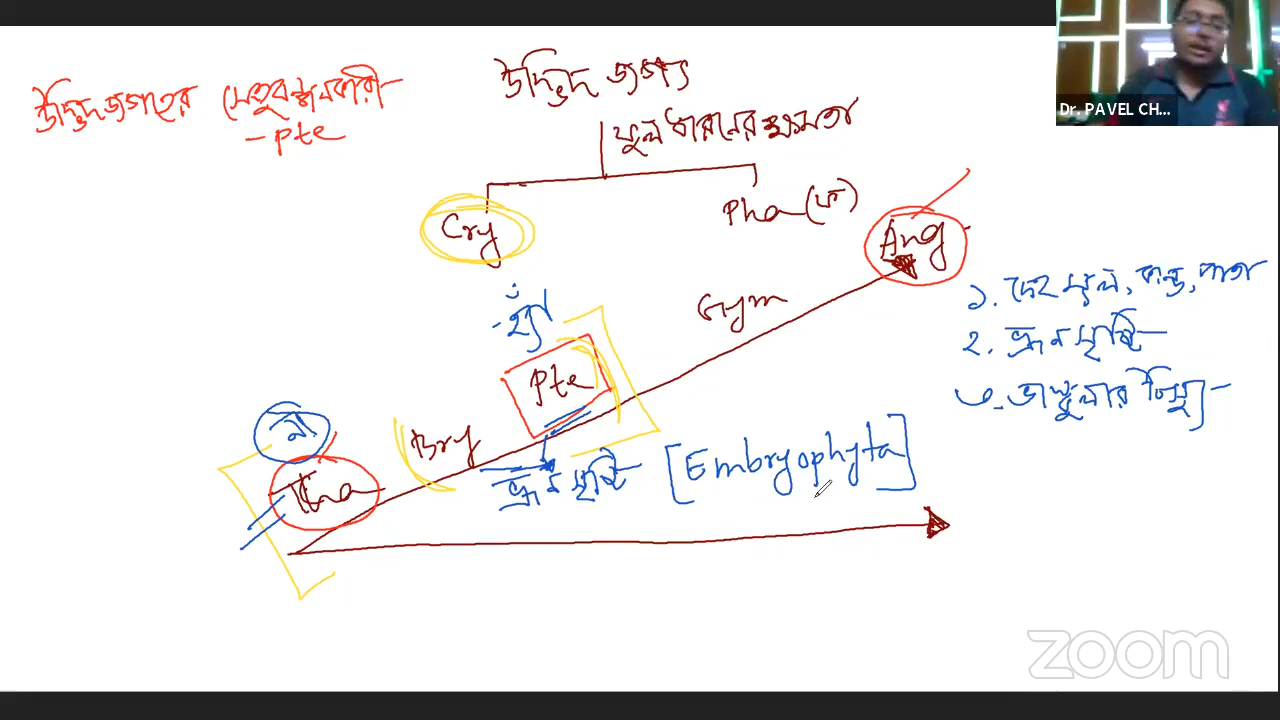 উদ্ভিদজগতের সেতুবন্ধনকারী-
- pte
উদ্ভিদ জগৎ
ফুল ধারনের ক্ষমতা
Cry
Pha (ফ)
Ang
Gym
- হ্যাঁ
Pte
Bry
না
Tha
ভ্রূন সৃষ্টি-
[Embryophyta]
১. দেহ মূল, কান্ড, পাতা
২. ভ্রূন সৃষ্টি-
৩. ভাস্কুলার টিস্যু-
Dr. PAVEL CH...
zoom